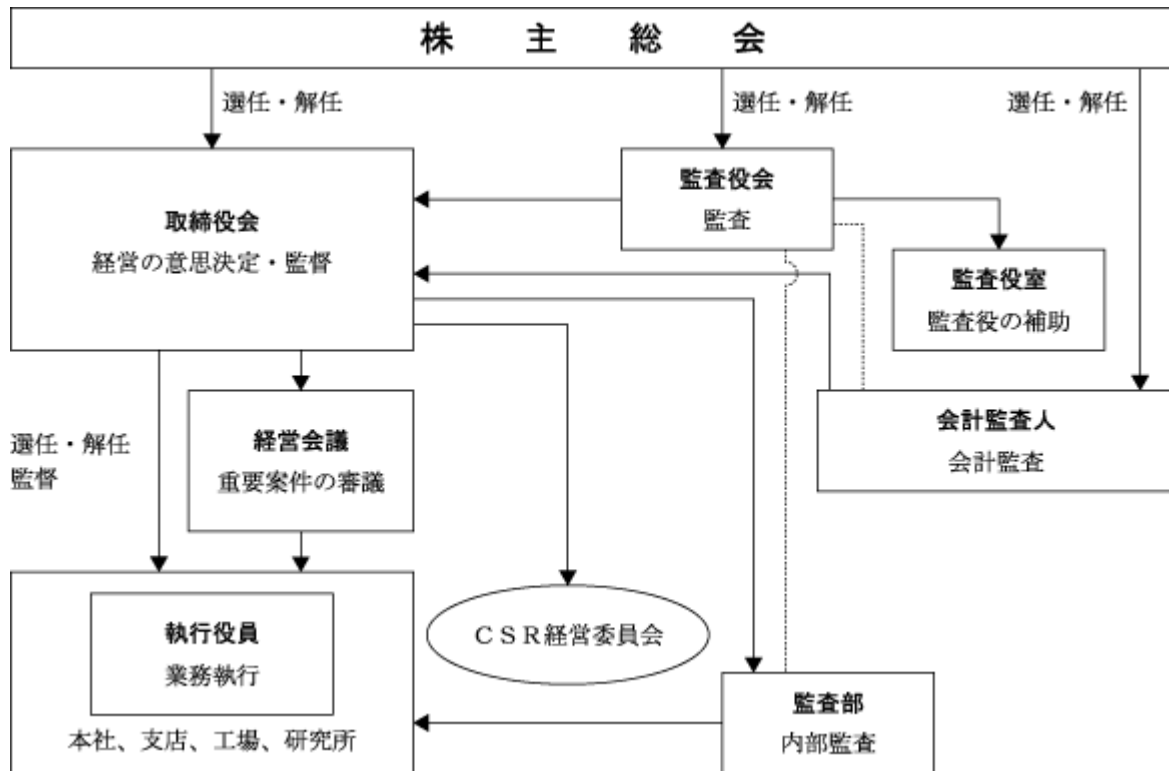 株主総会
選任・解任
選任・解任
選任・解任
取締役会
経営の意思決定・監督
監査役会
監査
監査役室
監査役の補助
選任・解任
監督
経営会議
重要案件の審議
会計監査人
会計監査
執行役員
業務執行
本社、支店、工場、研究所
ＣＳＲ経営委員会
監査部
内部監査